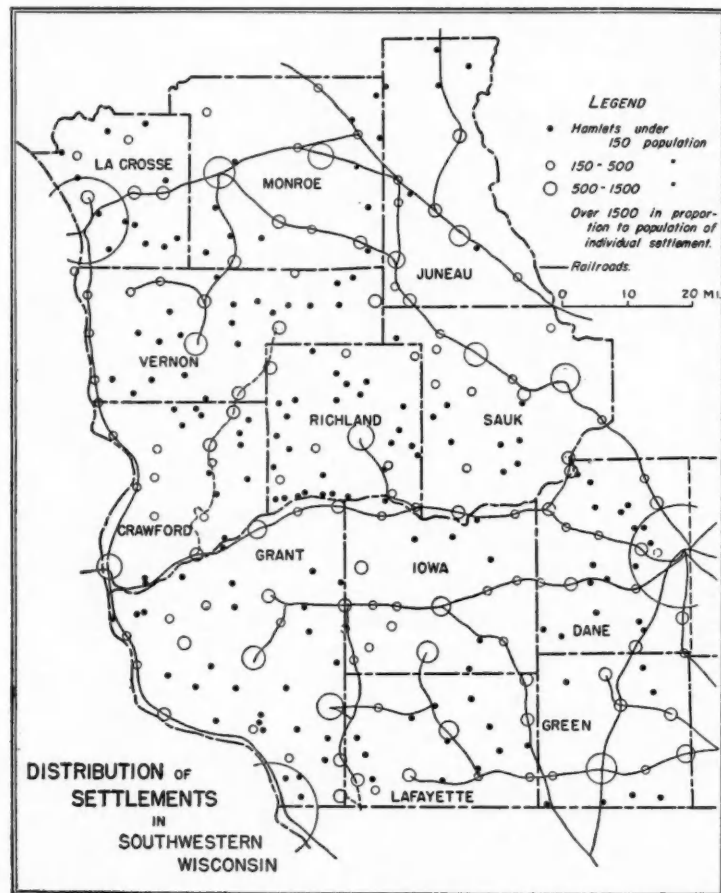 LEGEND
Hamlets under
150 population
150 - 500 "
500 - 1500 "
Over 1500 in propor-
tion to population of
individual settlement.
Railroads.
0 10 20 MI.
LA CROSSE
MONROE
JUNEAU
VERNON
RICHLAND
SAUK
CRAWFORD
GRANT
IOWA
DANE
GREEN
LAFAYETTE
DISTRIBUTION OF
SETTLEMENTS
IN
SOUTHWESTERN
WISCONSIN